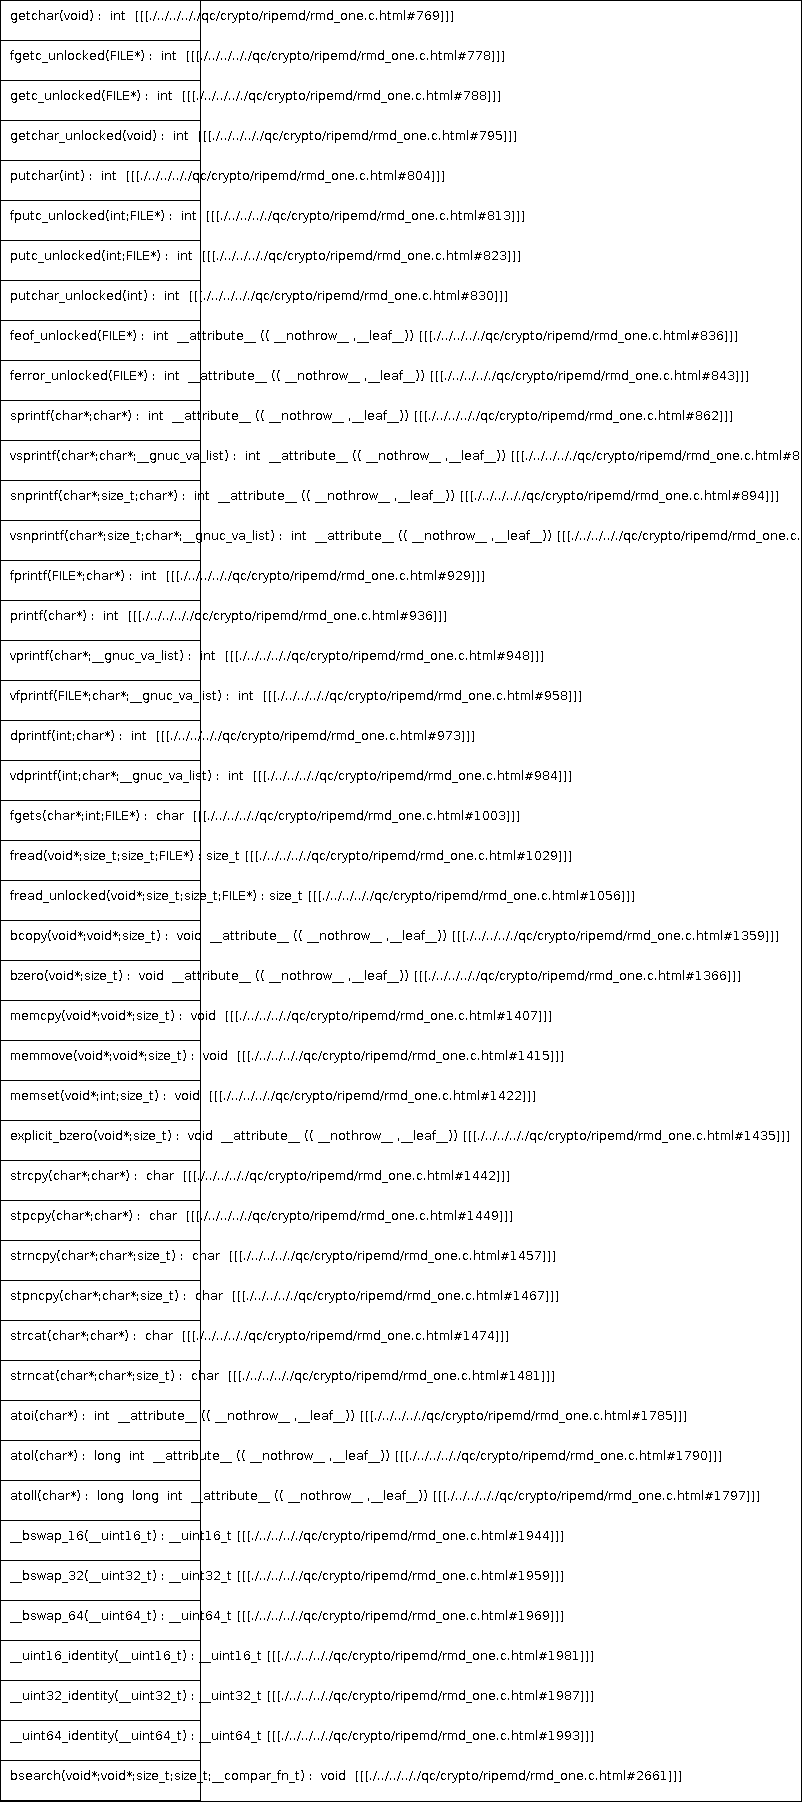 getchar(void) : int [[[./../../../qc/crypto/ripemd/rmd_one.c.html#769]]]
fgetc_unlocked(FILE*) : int [[[./../../../qc/crypto/ripemd/rmd_one.c.html#778]]]
getc_unlocked(FILE*) : int [[[./../../../qc/crypto/ripemd/rmd_one.c.html#788]]]
getchar_unlocked(void) : int [[[./../../../qc/crypto/ripemd/rmd_one.c.html#795]]]
putchar(int) : int [[[./../../../qc/crypto/ripemd/rmd_one.c.html#804]]]
fputc_unlocked(int;FILE*) : int [[[./../../../qc/crypto/ripemd/rmd_one.c.html#813]]]
putc_unlocked(int;FILE*) : int [[[./../../../qc/crypto/ripemd/rmd_one.c.html#823]]]
putchar_unlocked(int) : int [[[./../../../qc/crypto/ripemd/rmd_one.c.html#830]]]
feof_unlocked(FILE*) : int __attribute__ (( __nothrow__ ,__leaf__)) [[[./../../../qc/crypto/ripemd/rmd_one.c.html#836]]]
ferror_unlocked(FILE*) : int __attribute__ (( __nothrow__ ,__leaf__)) [[[./../../../qc/crypto/ripemd/rmd_one.c.html#843]]]
sprintf(char*;char*) : int __attribute__ (( __nothrow__ ,__leaf__)) [[[./../../../qc/crypto/ripemd/rmd_one.c.html#862]]]
vsprintf(char*;char*;__gnuc_va_list) : int __attribute__ (( __nothrow__ ,__leaf__)) [[[./../../../qc/crypto/ripemd/rmd_one.c.html#8
snprintf(char*;size_t;char*) : int __attribute__ (( __nothrow__ ,__leaf__)) [[[./../../../qc/crypto/ripemd/rmd_one.c.html#894]]]
vsnprintf(char*;size_t;char*;__gnuc_va_list) : int __attribute__ (( __nothrow__ ,__leaf__)) [[[./../../../qc/crypto/ripemd/rmd_one.c.
fprintf(FILE*;char*) : int [[[./../../../qc/crypto/ripemd/rmd_one.c.html#929]]]
printf(char*) : int [[[./../../../qc/crypto/ripemd/rmd_one.c.html#936]]]
vprintf(char*;__gnuc_va_list) : int [[[./../../../qc/crypto/ripemd/rmd_one.c.html#948]]]
vfprintf(FILE*;char*;__gnuc_va_list) : int [[[./../../../qc/crypto/ripemd/rmd_one.c.html#958]]]
dprintf(int;char*) : int [[[./../../../qc/crypto/ripemd/rmd_one.c.html#973]]]
vdprintf(int;char*;__gnuc_va_list) : int [[[./../../../qc/crypto/ripemd/rmd_one.c.html#984]]]
fgets(char*;int;FILE*) : char [[[./../../../qc/crypto/ripemd/rmd_one.c.html#1003]]]
fread(void*;size_t;size_t;FILE*) : size_t [[[./../../../qc/crypto/ripemd/rmd_one.c.html#1029]]]
fread_unlocked(void*;size_t;size_t;FILE*) : size_t [[[./../../../qc/crypto/ripemd/rmd_one.c.html#1056]]]
bcopy(void*;void*;size_t) : void __attribute__ (( __nothrow__ ,__leaf__)) [[[./../../../qc/crypto/ripemd/rmd_one.c.html#1359]]]
bzero(void*;size_t) : void __attribute__ (( __nothrow__ ,__leaf__)) [[[./../../../qc/crypto/ripemd/rmd_one.c.html#1366]]]
memcpy(void*;void*;size_t) : void [[[./../../../qc/crypto/ripemd/rmd_one.c.html#1407]]]
memmove(void*;void*;size_t) : void [[[./../../../qc/crypto/ripemd/rmd_one.c.html#1415]]]
memset(void*;int;size_t) : void [[[./../../../qc/crypto/ripemd/rmd_one.c.html#1422]]]
explicit_bzero(void*;size_t) : void __attribute__ (( __nothrow__ ,__leaf__)) [[[./../../../qc/crypto/ripemd/rmd_one.c.html#1435]]]
strcpy(char*;char*) : char [[[./../../../qc/crypto/ripemd/rmd_one.c.html#1442]]]
stpcpy(char*;char*) : char [[[./../../../qc/crypto/ripemd/rmd_one.c.html#1449]]]
strncpy(char*;char*;size_t) : char [[[./../../../qc/crypto/ripemd/rmd_one.c.html#1457]]]
stpncpy(char*;char*;size_t) : char [[[./../../../qc/crypto/ripemd/rmd_one.c.html#1467]]]
strcat(char*;char*) : char [[[./../../../qc/crypto/ripemd/rmd_one.c.html#1474]]]
strncat(char*;char*;size_t) : char [[[./../../../qc/crypto/ripemd/rmd_one.c.html#1481]]]
atoi(char*) : int __attribute__ (( __nothrow__ ,__leaf__)) [[[./../../../qc/crypto/ripemd/rmd_one.c.html#1785]]]
atol(char*) : long int __attribute__ (( __nothrow__ ,__leaf__)) [[[./../../../qc/crypto/ripemd/rmd_one.c.html#1790]]]
atoll(char*) : long long int __attribute__ (( __nothrow__ ,__leaf__)) [[[./../../../qc/crypto/ripemd/rmd_one.c.html#1797]]]
__bswap_16(__uint16_t) : __uint16_t [[[./../../../qc/crypto/ripemd/rmd_one.c.html#1944]]]
__bswap_32(__uint32_t) : __uint32_t [[[./../../../qc/crypto/ripemd/rmd_one.c.html#1959]]]
__bswap_64(__uint64_t) : __uint64_t [[[./../../../qc/crypto/ripemd/rmd_one.c.html#1969]]]
__uint16_identity(__uint16_t) : __uint16_t [[[./../../../qc/crypto/ripemd/rmd_one.c.html#1981]]]
__uint32_identity(__uint32_t) : __uint32_t [[[./../../../qc/crypto/ripemd/rmd_one.c.html#1987]]]
__uint64_identity(__uint64_t) : __uint64_t [[[./../../../qc/crypto/ripemd/rmd_one.c.html#1993]]]
bsearch(void*;void*;size_t;size_t;__compar_fn_t) : void [[[./../../../qc/crypto/ripemd/rmd_one.c.html#2661]]]